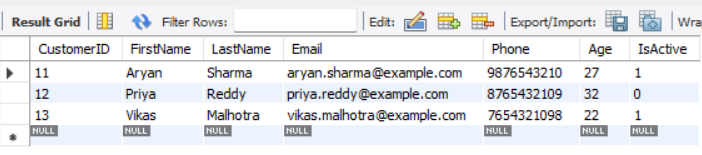 Result Grid Filter Rows: Edit: Export/Import: Wra
CustomerID FirstName LastName Email Phone Age IsActive
11 Aryan Sharma aryan.sharma@example.com 9876543210 27 1
12 Priya Reddy priya.reddy@example.com 8765432109 32 0
13 Vikas Malhotra vikas.malhotra@example.com 7654321098 22 1
NULL NULL NULL NULL NULL NULL NULL